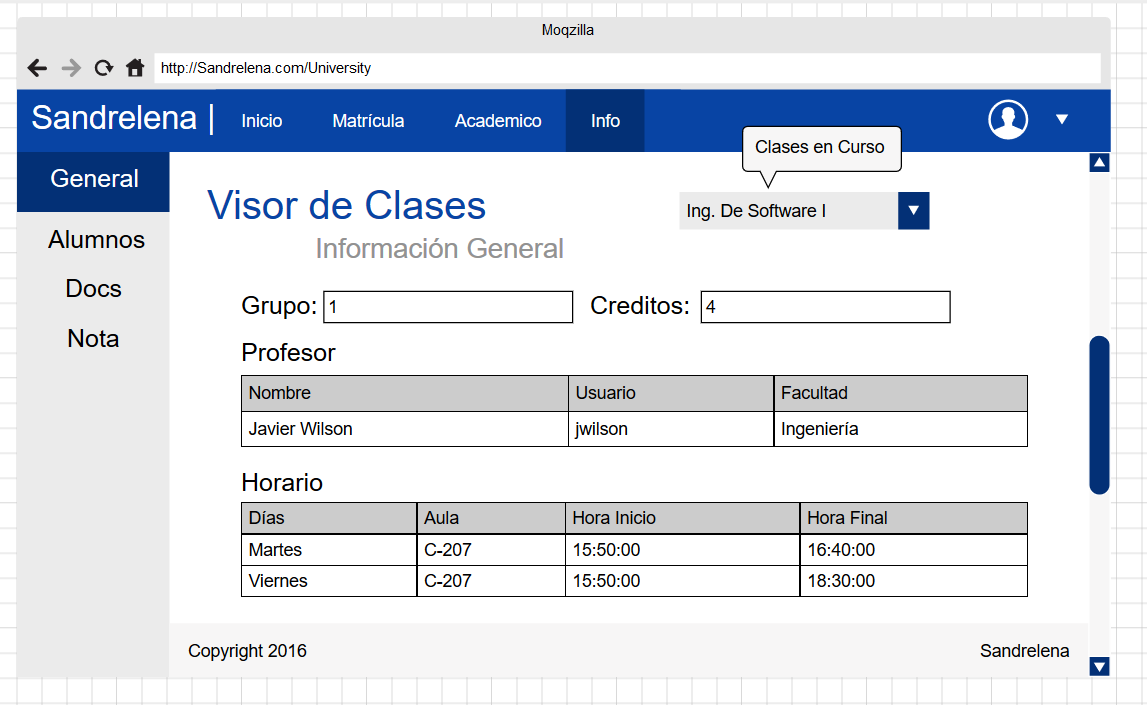 Moqzilla
http://Sandrelena.com/University
Sandrelena | Inicio Matrícula Academico Info
Clases en Curso
General
Alumnos
Docs
Nota
Visor de Clases
Ing. De Software I
Información General
Grupo: 1 Creditos: 4
Profesor
Nombre Usuario Facultad
Javier Wilson jwilson Ingeniería
Horario
Días Aula Hora Inicio Hora Final
Martes C-207 15:50:00 16:40:00
Viernes C-207 15:50:00 18:30:00
Copyright 2016 Sandrelena